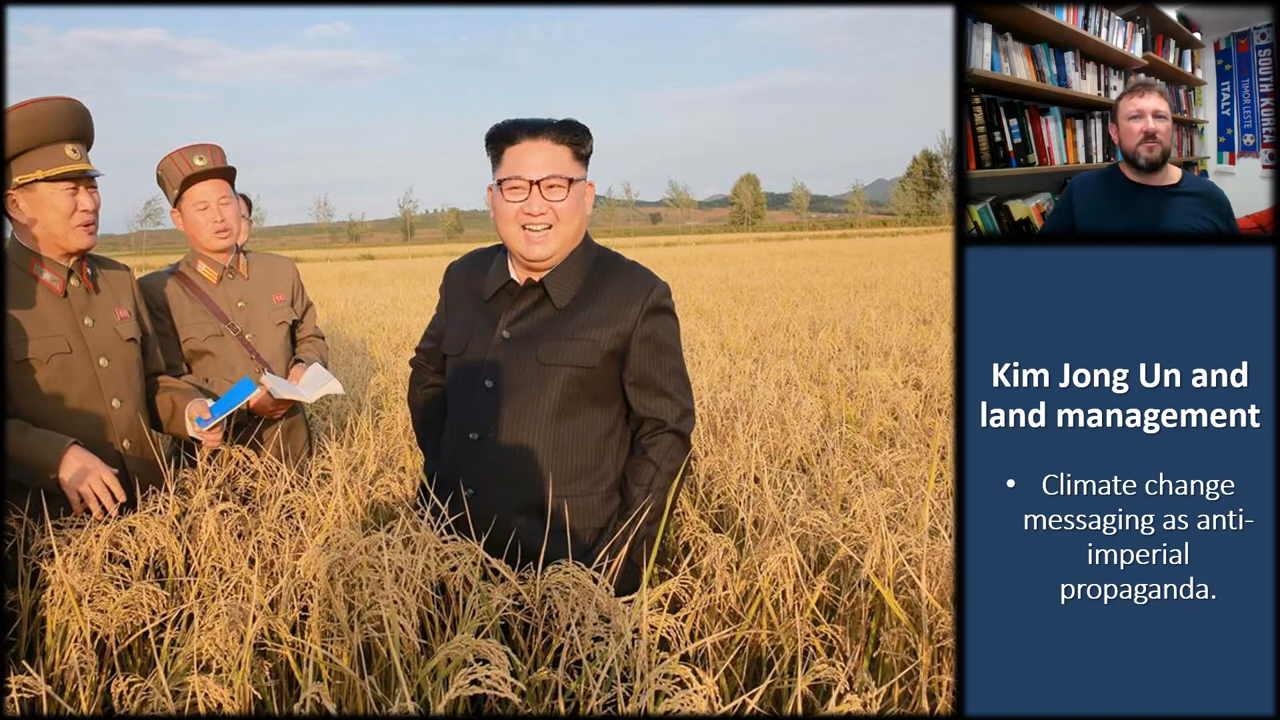 ITALY
TIMOR LESTE
SOUTH KOREA
Kim Jong Un and
land management
• Climate change
messaging as anti-
imperial
propaganda.